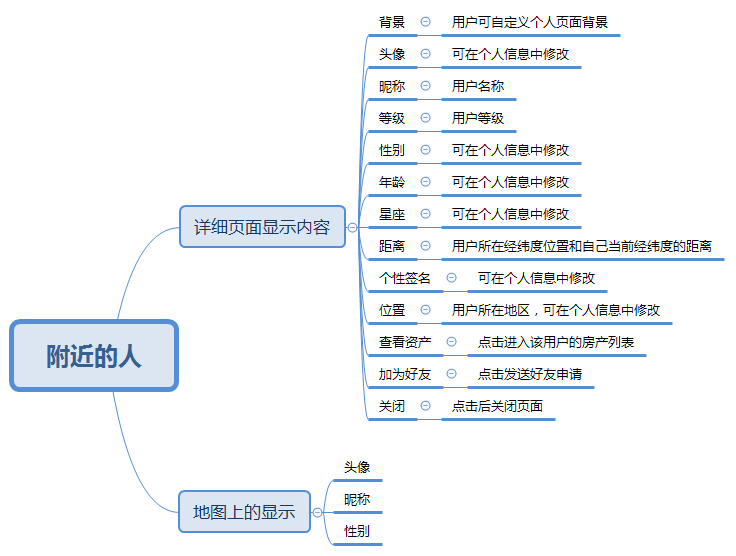 附近的人
详细页面显示内容
背景 用户可自定义个人页面背景
头像 可在个人信息中修改
昵称 用户名称
等级 用户等级
性别 可在个人信息中修改
年龄 可在个人信息中修改
星座 可在个人信息中修改
距离 用户所在经纬度位置和自己当前经纬度的距离
个性签名 可在个人信息中修改
位置 用户所在地区，可在个人信息中修改
查看资产 点击进入该用户的房产列表
加为好友 点击发送好友申请
关闭 点击后关闭页面
地图上的显示
头像
昵称
性别